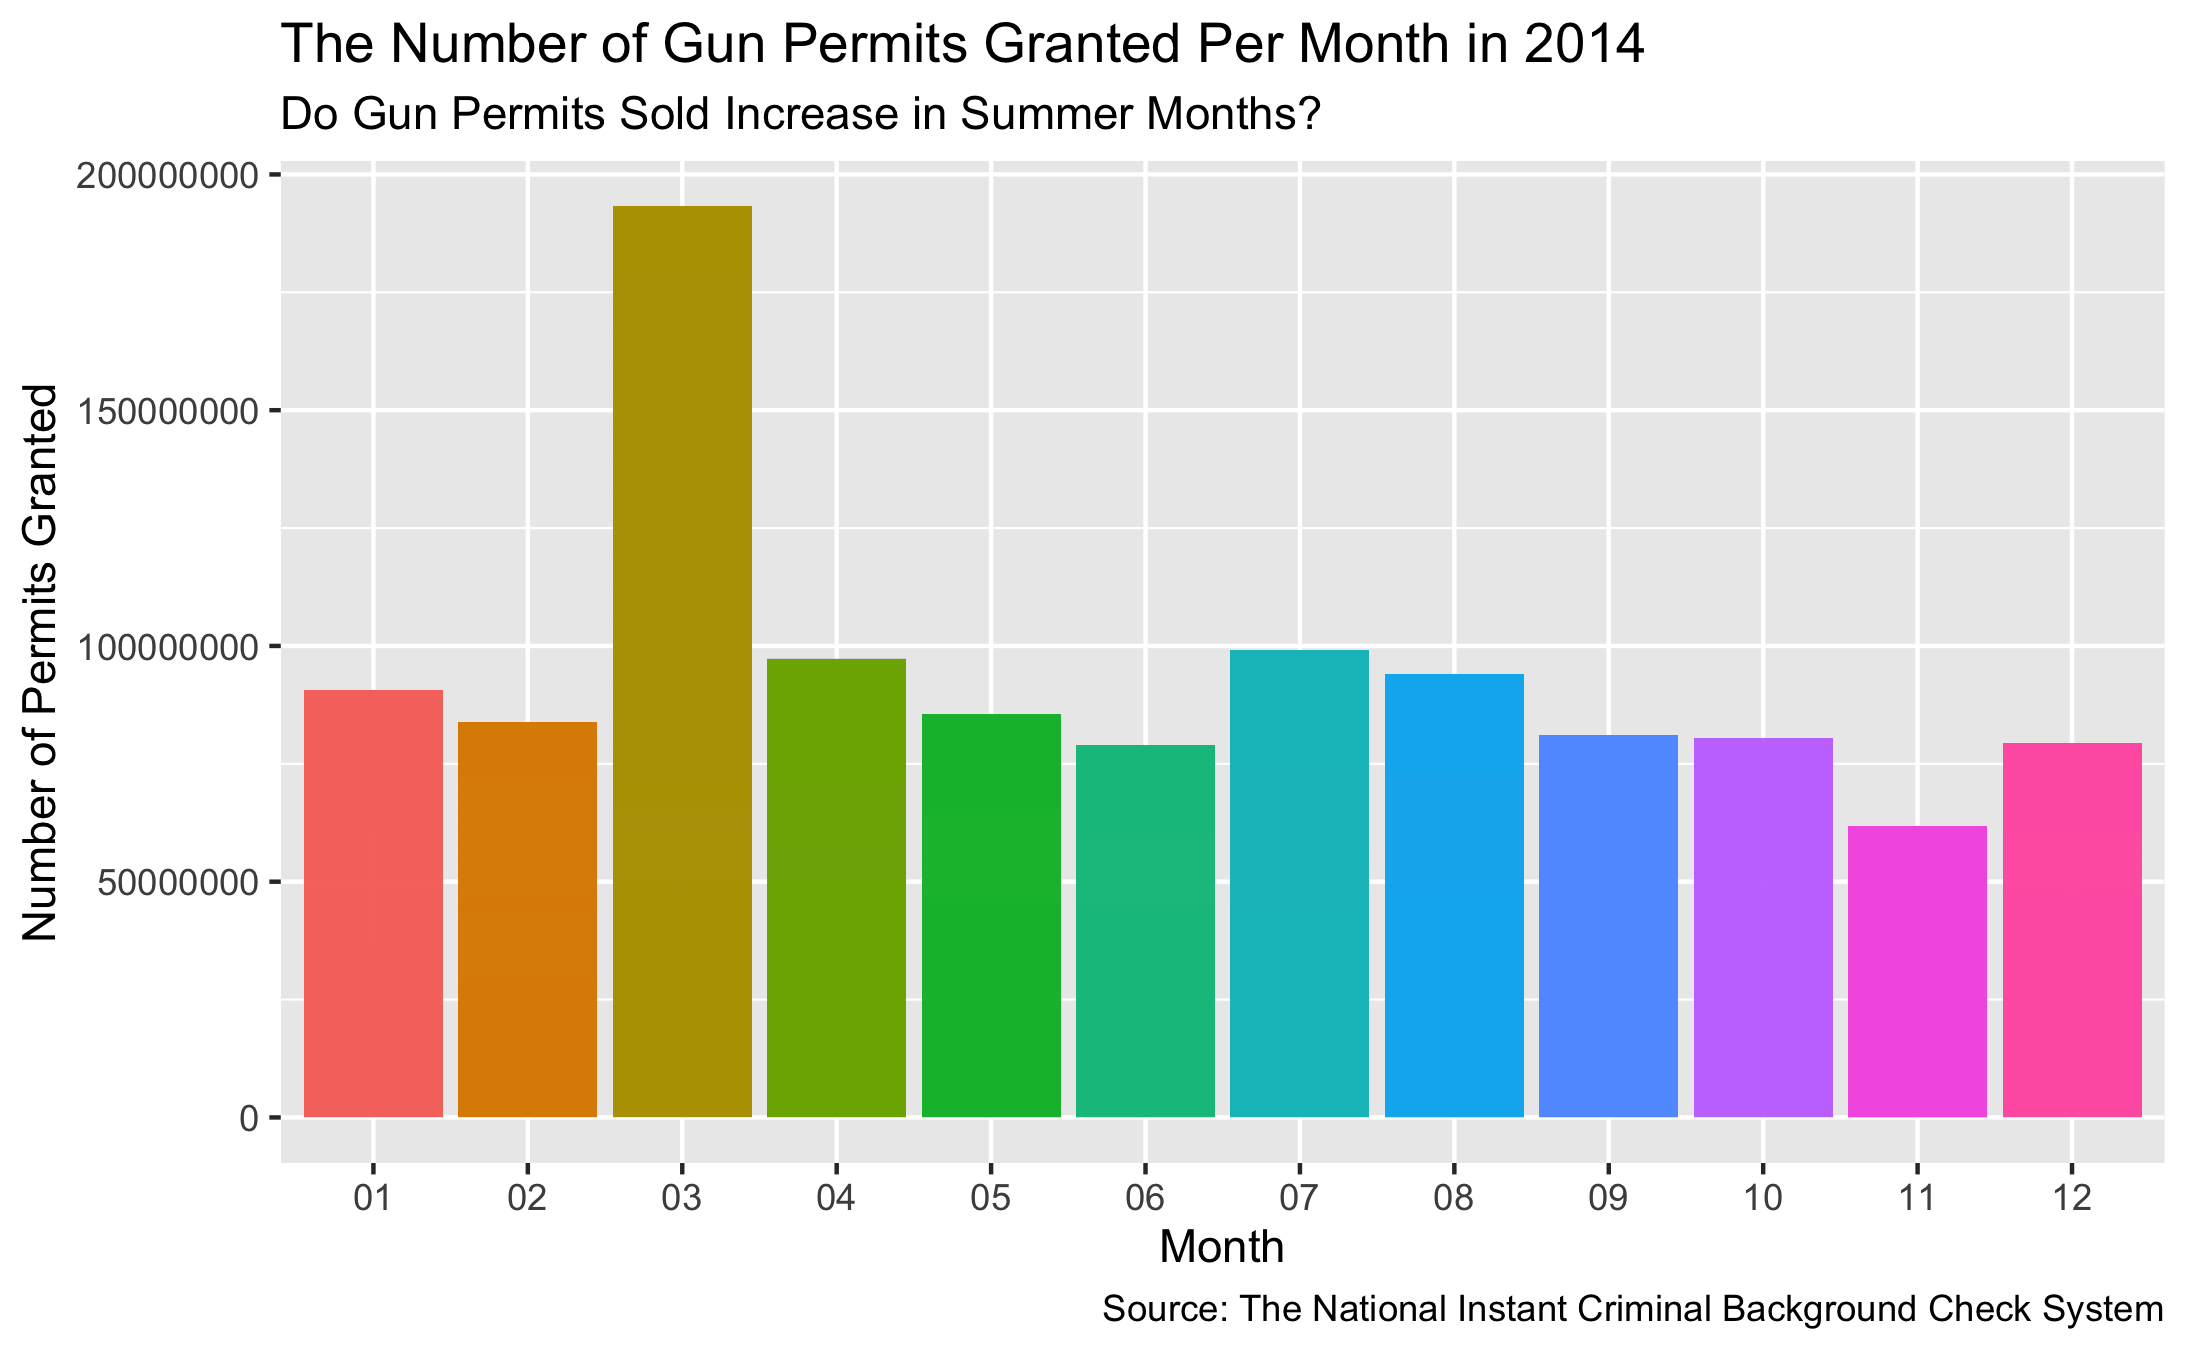 The Number of Gun Permits Granted Per Month in 2014
Do Gun Permits Sold Increase in Summer Months?
Number of Permits Granted
200000000
150000000
100000000
50000000
0
01 02 03 04 05 06 07 08 09 10 11 12
Month
Source: The National Instant Criminal Background Check System